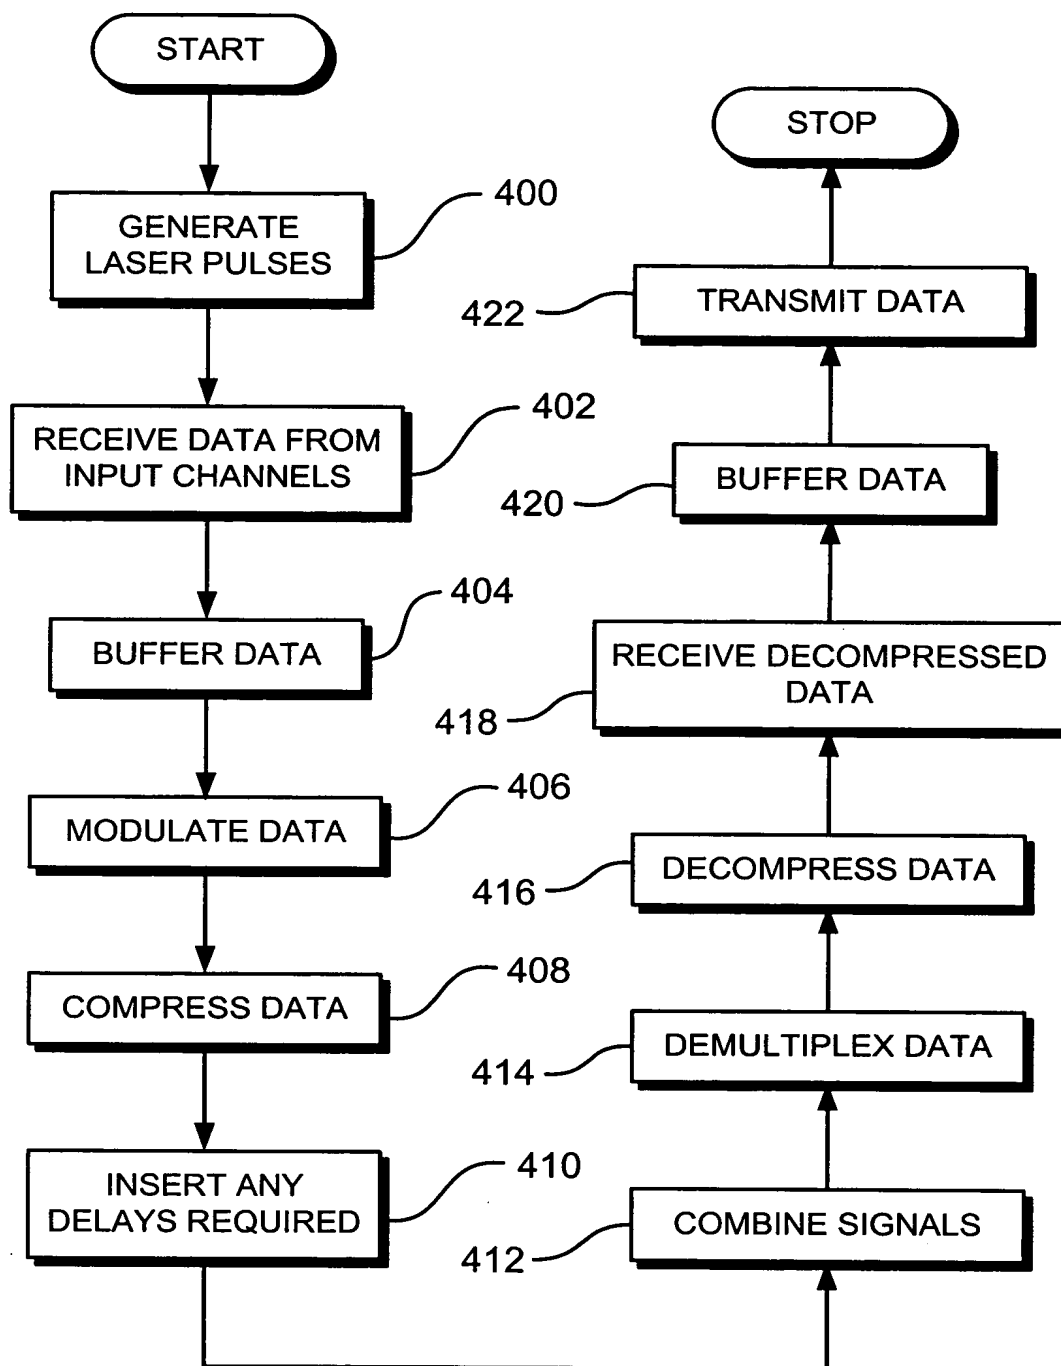 START
GENERATE
LASER PULSES
400
RECEIVE DATA FROM
INPUT CHANNELS
402
BUFFER DATA
404
MODULATE DATA
406
COMPRESS DATA
408
INSERT ANY
DELAYS REQUIRED
410
COMBINE SIGNALS
412
DEMULTIPLEX DATA
414
DECOMPRESS DATA
416
RECEIVE DECOMPRESSED
DATA
418
BUFFER DATA
420
TRANSMIT DATA
422
STOP